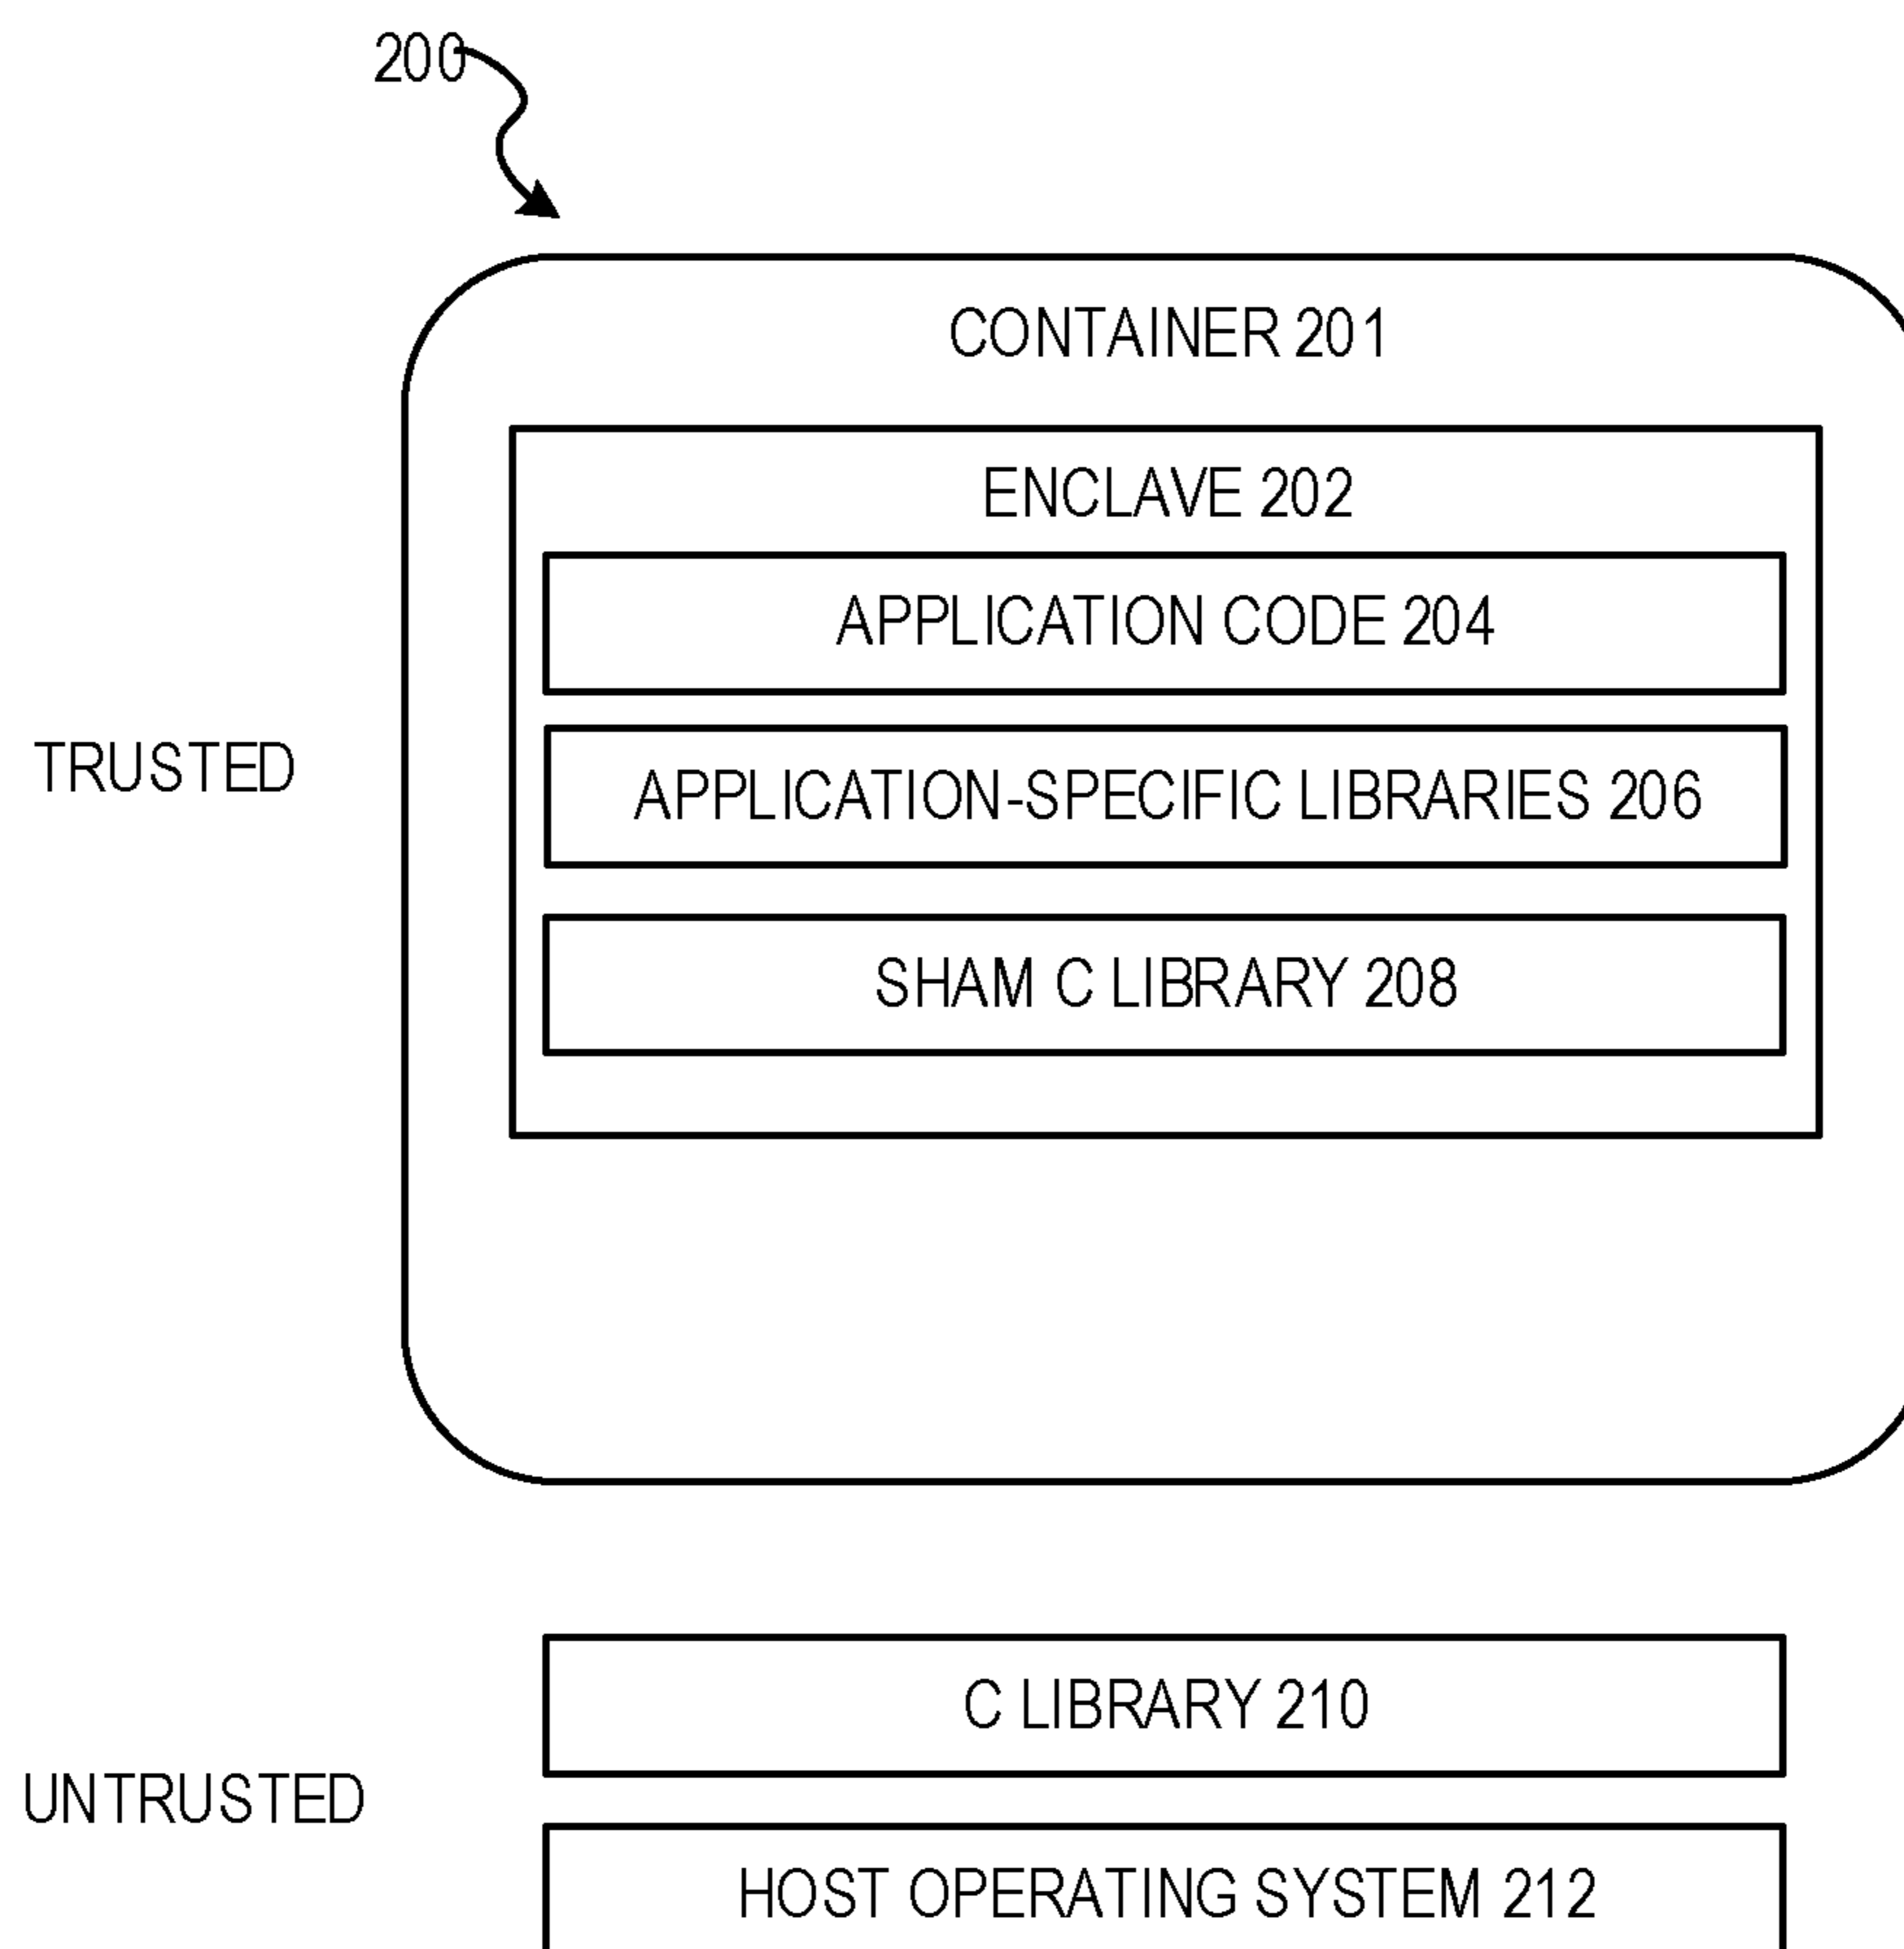 200
CONTAINER 201
ENCLAVE 202
APPLICATION CODE 204
TRUSTED
APPLICATION-SPECIFIC LIBRARIES 206
SHAM C LIBRARY 208
C LIBRARY 210
UNTRUSTED
HOST OPERATING SYSTEM 212